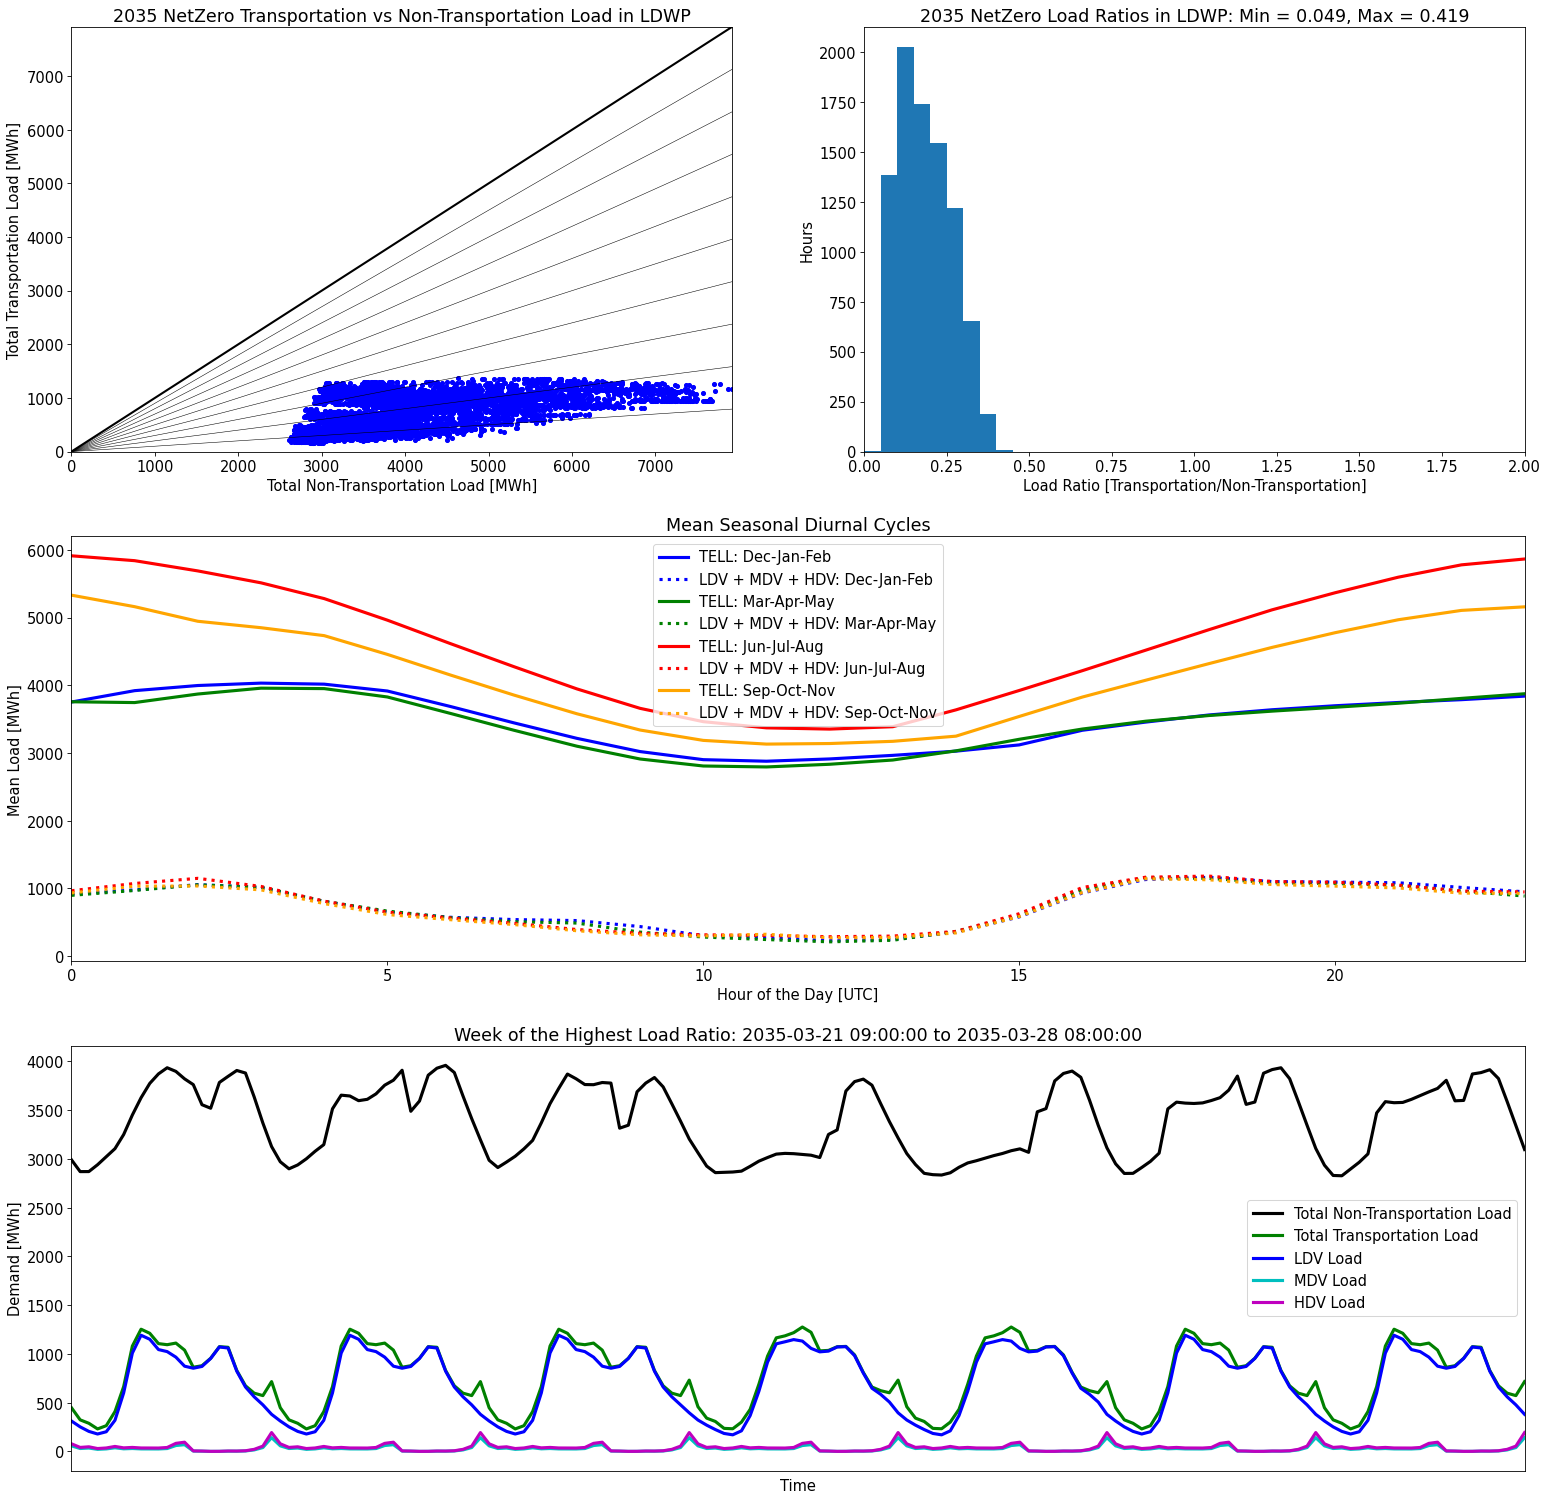 2035 NetZero Transportation vs Non-Transportation Load in LDWP
Total Transportation Load [MWh]
7000
6000
5000
4000
3000
2000
1000
0
0 1000 2000 3000 4000 5000 6000 7000
Total Non-Transportation Load [MWh]
2035 NetZero Load Ratios in LDWP: Min = 0.049, Max = 0.419
Hours
2000
1750
1500
1250
1000
750
500
250
0
0.00 0.25 0.50 0.75 1.00 1.25 1.50 1.75 2.00
Load Ratio [Transportation/Non-Transportation]
Mean Seasonal Diurnal Cycles
Mean Load [MWh]
6000
5000
4000
3000
2000
1000
0
TELL: Dec-Jan-Feb
LDV + MDV + HDV: Dec-Jan-Feb
TELL: Mar-Apr-May
LDV + MDV + HDV: Mar-Apr-May
TELL: Jun-Jul-Aug
LDV + MDV + HDV: Jun-Jul-Aug
TELL: Sep-Oct-Nov
LDV + MDV + HDV: Sep-Oct-Nov
0 5 10 15 20
Hour of the Day [UTC]
Week of the Highest Load Ratio: 2035-03-21 09:00:00 to 2035-03-28 08:00:00
Demand [MWh]
4000
3500
3000
2500
2000
1500
1000
500
0
Total Non-Transportation Load
Total Transportation Load
LDV Load
MDV Load
HDV Load
Time